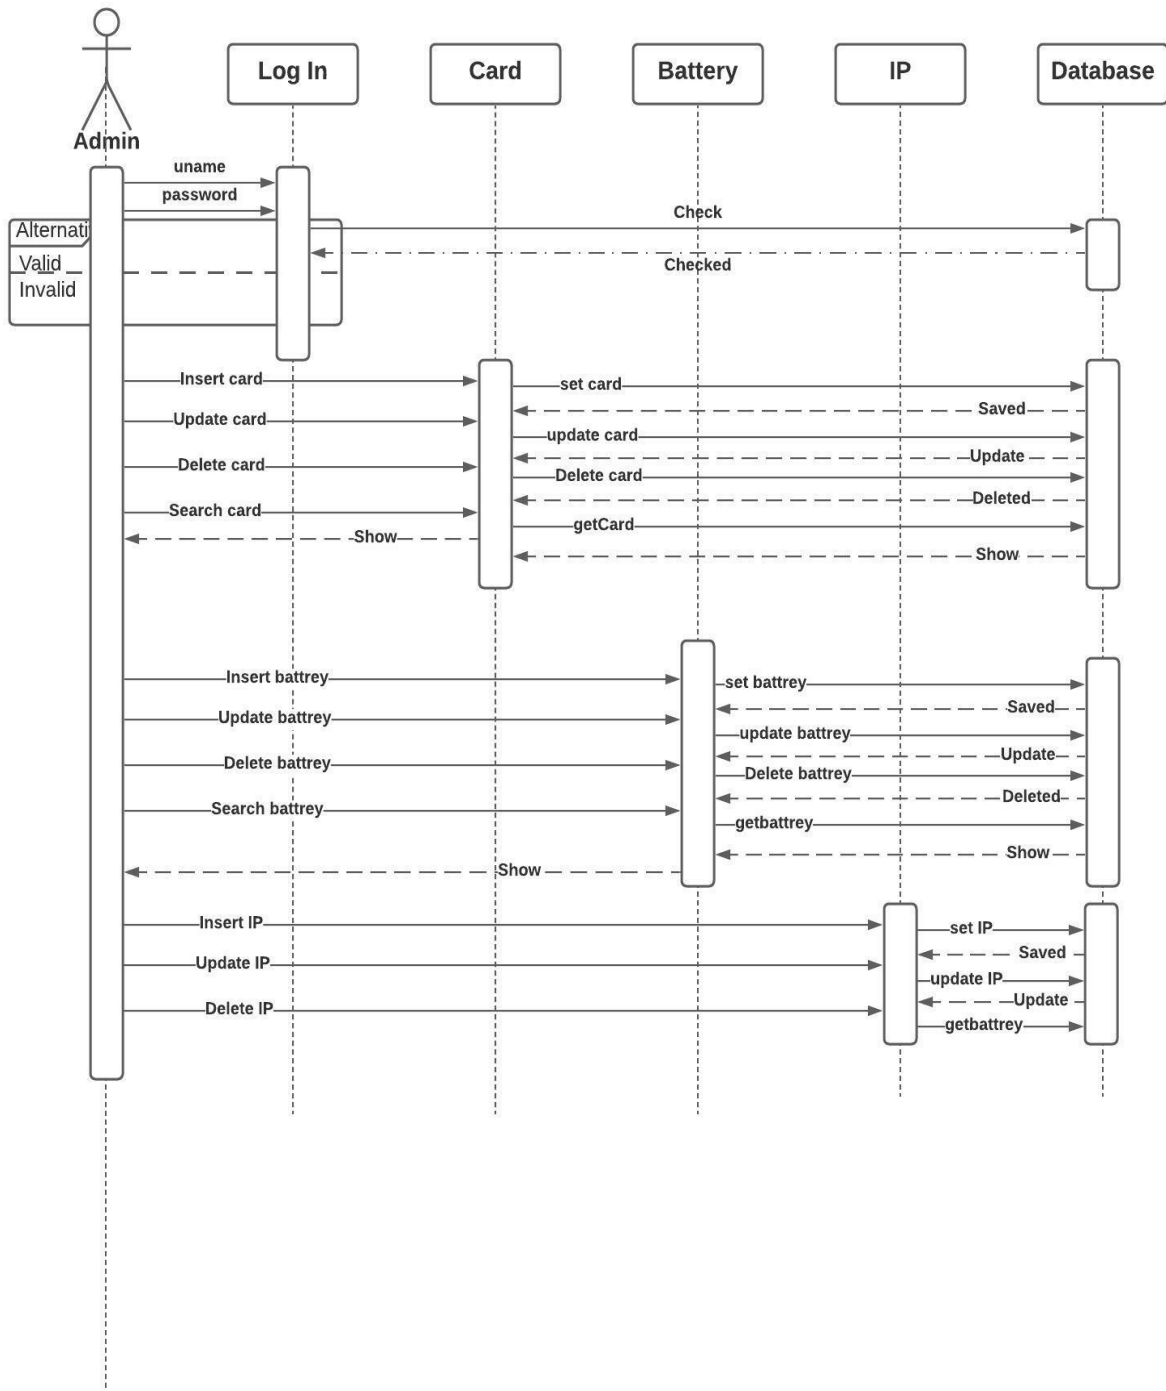 Log In
Card
Battery
IP
Database
Admin
uname
password
Check
Alternati
Checked
Valid
Invalid
Insert card
set card
Saved
Update card
update card
Update
Delete card
Delete card
Deleted
Search card
getCard
Show
Show
Insert battrey
set battrey
Saved
Update battrey
update battrey
Update
Delete battrey
Delete battrey
Deleted
Search battrey
getbattrey
Show
Show
Insert IP
set IP
Saved
Update IP
update IP
Update
Delete IP
getbattrey